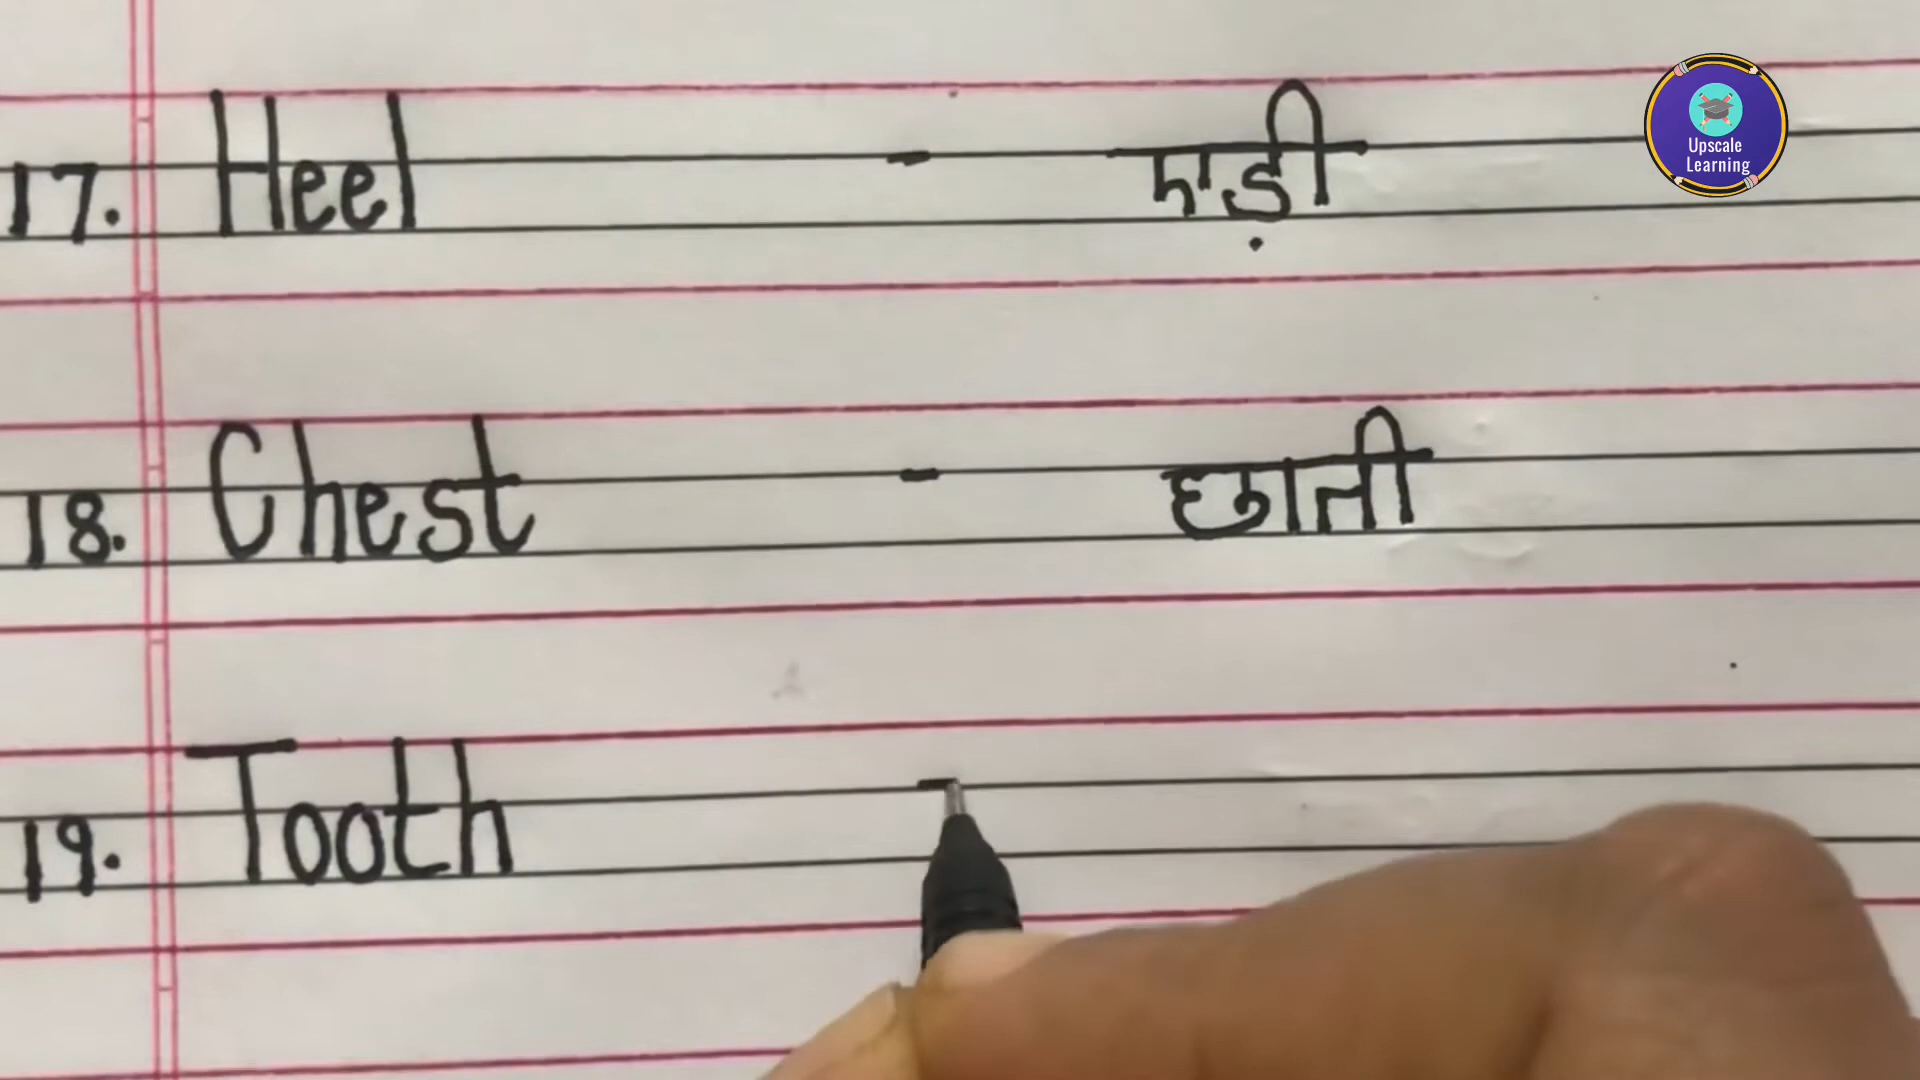 17. Heel - एड़ी
18. Chest - छाती
19. Tooth -
Upscale
Learning